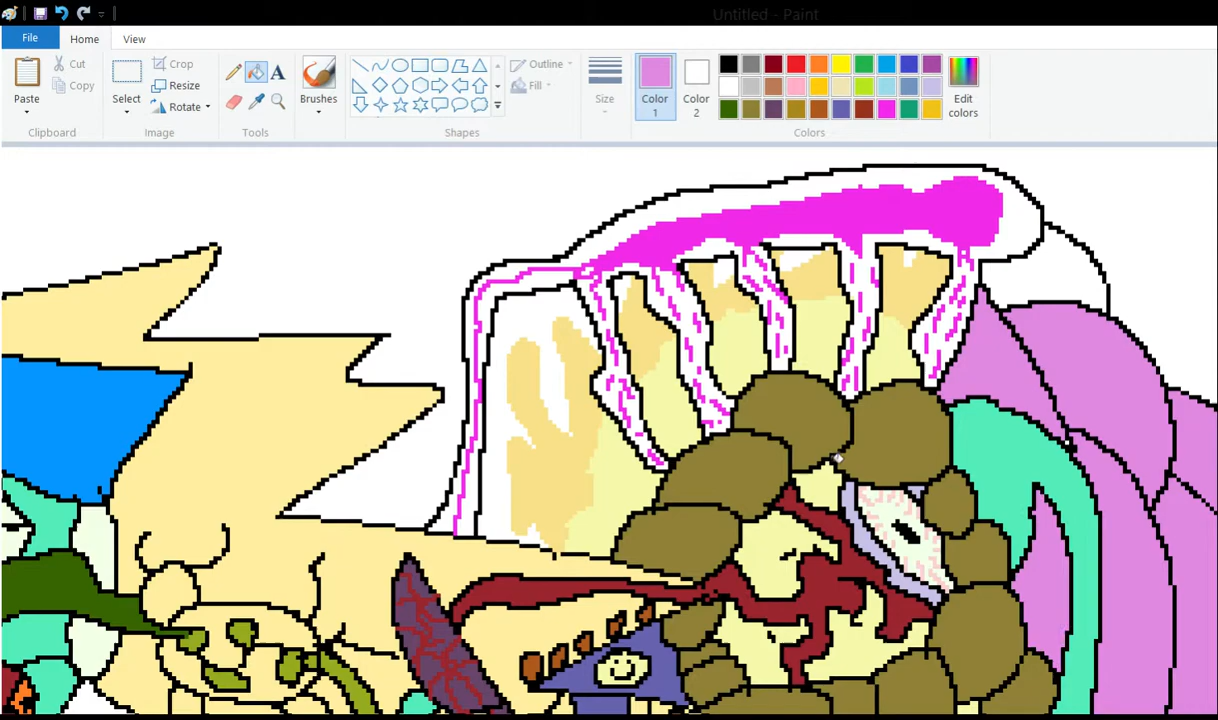 Untitled - Paint
File Home View
Cut
Copy
Paste
Clipboard
Crop
Resize
Rotate
Select
Image
A
Tools
Brushes
Outline
Fill
Shapes
Size
Color
1
Color
2
Edit
colors
Colors